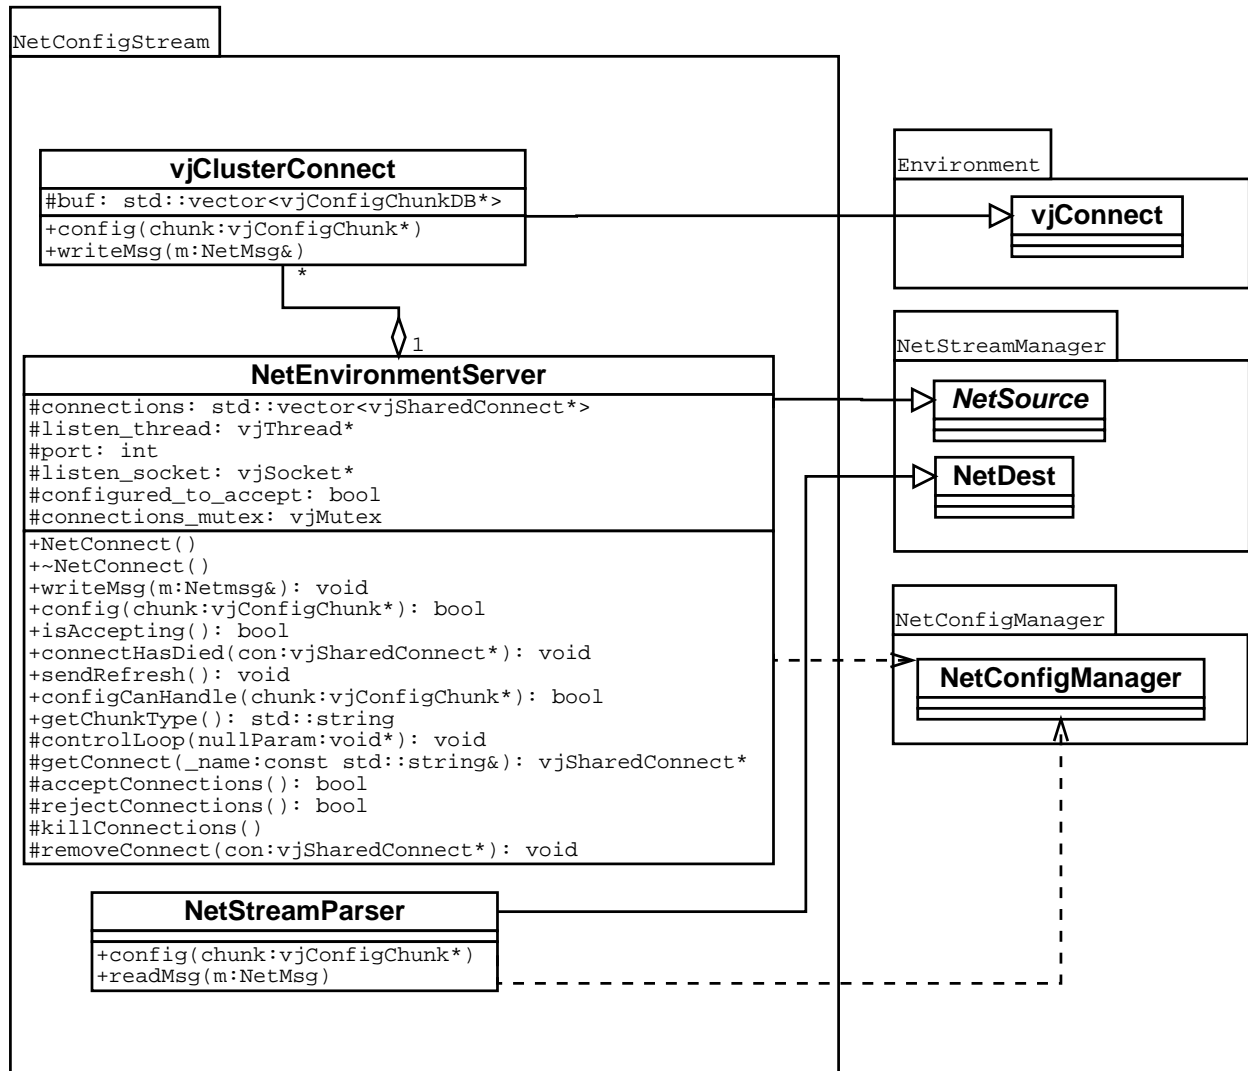 NetConfigStream
vjClusterConnect
#buf: std::vector<vjConfigChunkDB*>
+config(chunk:vjConfigChunk*)
+writeMsg(m:NetMsg&)
*
1
NetEnvironmentServer
#connections: std::vector<vjSharedConnect*>
#listen_thread: vjThread*
#port: int
#listen_socket: vjSocket*
#configured_to_accept: bool
#connections_mutex: vjMutex
+NetConnect()
+~NetConnect()
+writeMsg(m:Netmsg&): void
+config(chunk:vjConfigChunk*): bool
+isAccepting(): bool
+connectHasDied(con:vjSharedConnect*): void
+sendRefresh(): void
+configCanHandle(chunk:vjConfigChunk*): bool
+getChunkType(): std::string
#controlLoop(nullParam:void*): void
#getConnect(_name:const std::string&): vjSharedConnect*
#acceptConnections(): bool
#rejectConnections(): bool
#killConnections()
#removeConnect(con:vjSharedConnect*): void
NetStreamParser
+config(chunk:vjConfigChunk*)
+readMsg(m:NetMsg)
Environment
vjConnect
NetStreamManager
NetSource
NetDest
NetConfigManager
NetConfigManager